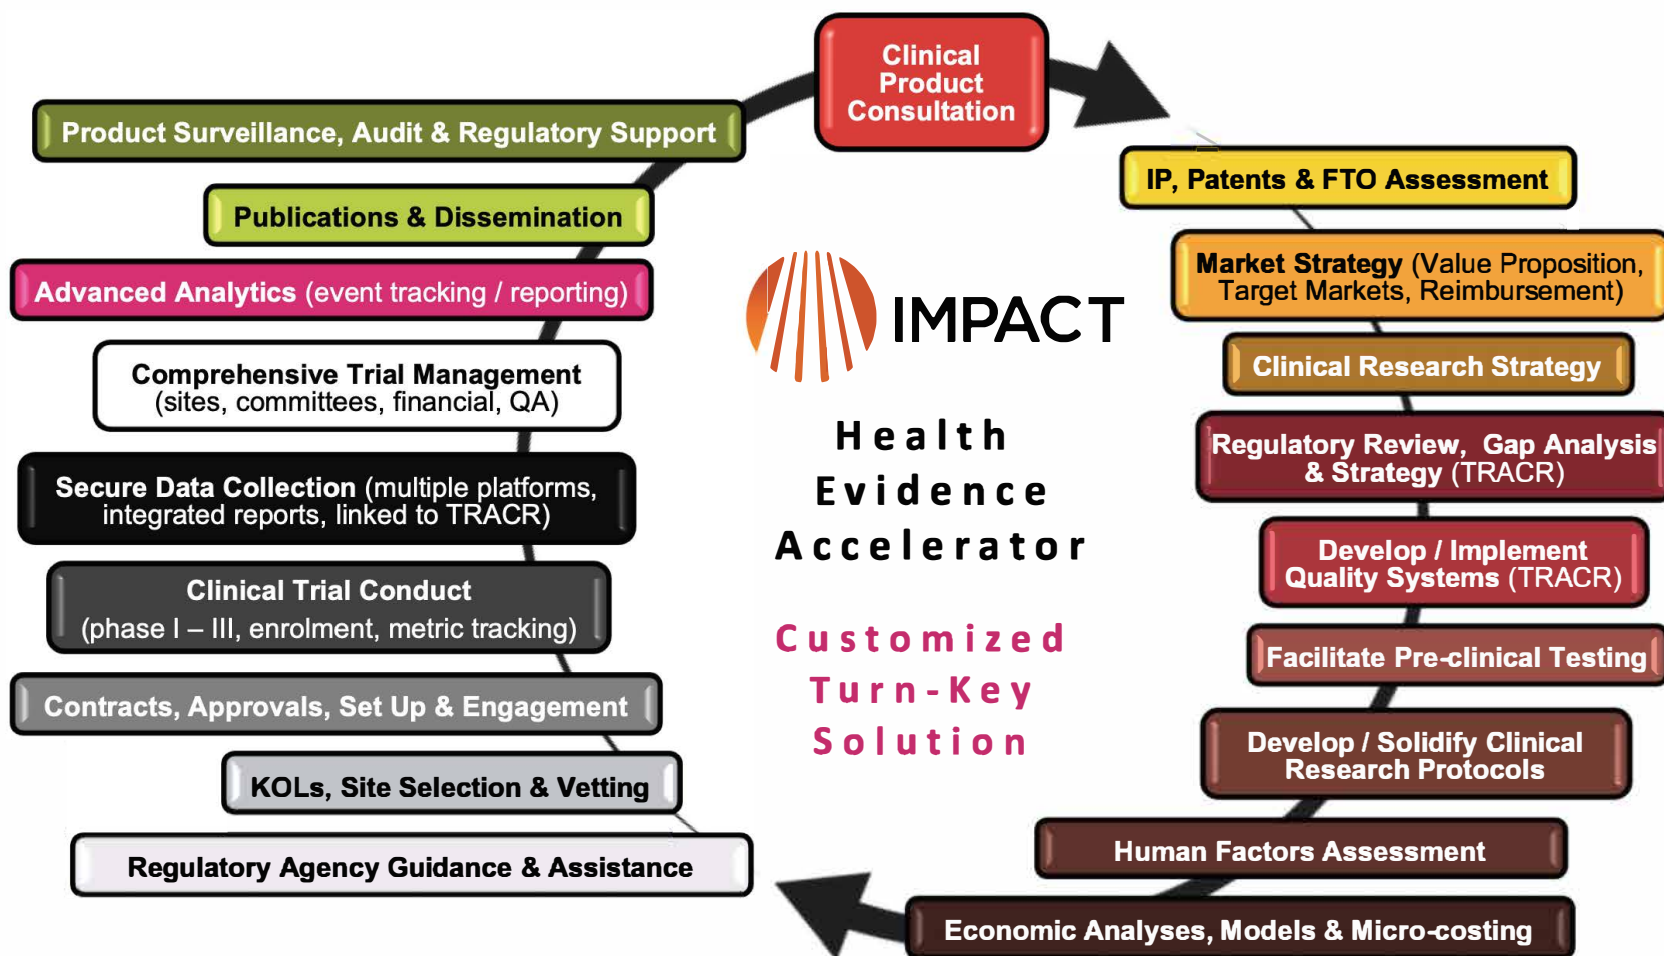 Clinical
Product
Consultation
IP, Patents & FTO Assessment
Market Strategy (Value Proposition,
Target Markets, Reimbursement)
Clinical Research Strategy
Regulatory Review, Gap Analysis
& Strategy (TRACR)
Develop / Implement
Quality Systems (TRACR)
Facilitate Pre-clinical Testing
Develop / Solidify Clinical
Research Protocols
Human Factors Assessment
Economic Analyses, Models & Micro-costing
Regulatory Agency Guidance & Assistance
KOLs, Site Selection & Vetting
Contracts, Approvals, Set Up & Engagement
Clinical Trial Conduct
(phase I – III, enrolment, metric tracking)
Secure Data Collection (multiple platforms,
integrated reports, linked to TRACR)
Comprehensive Trial Management
(sites, committees, financial, QA)
Advanced Analytics (event tracking / reporting)
Publications & Dissemination
Product Surveillance, Audit & Regulatory Support
IMPACT
Health
Evidence
Accelerator
Customized
Turn-Key
Solution